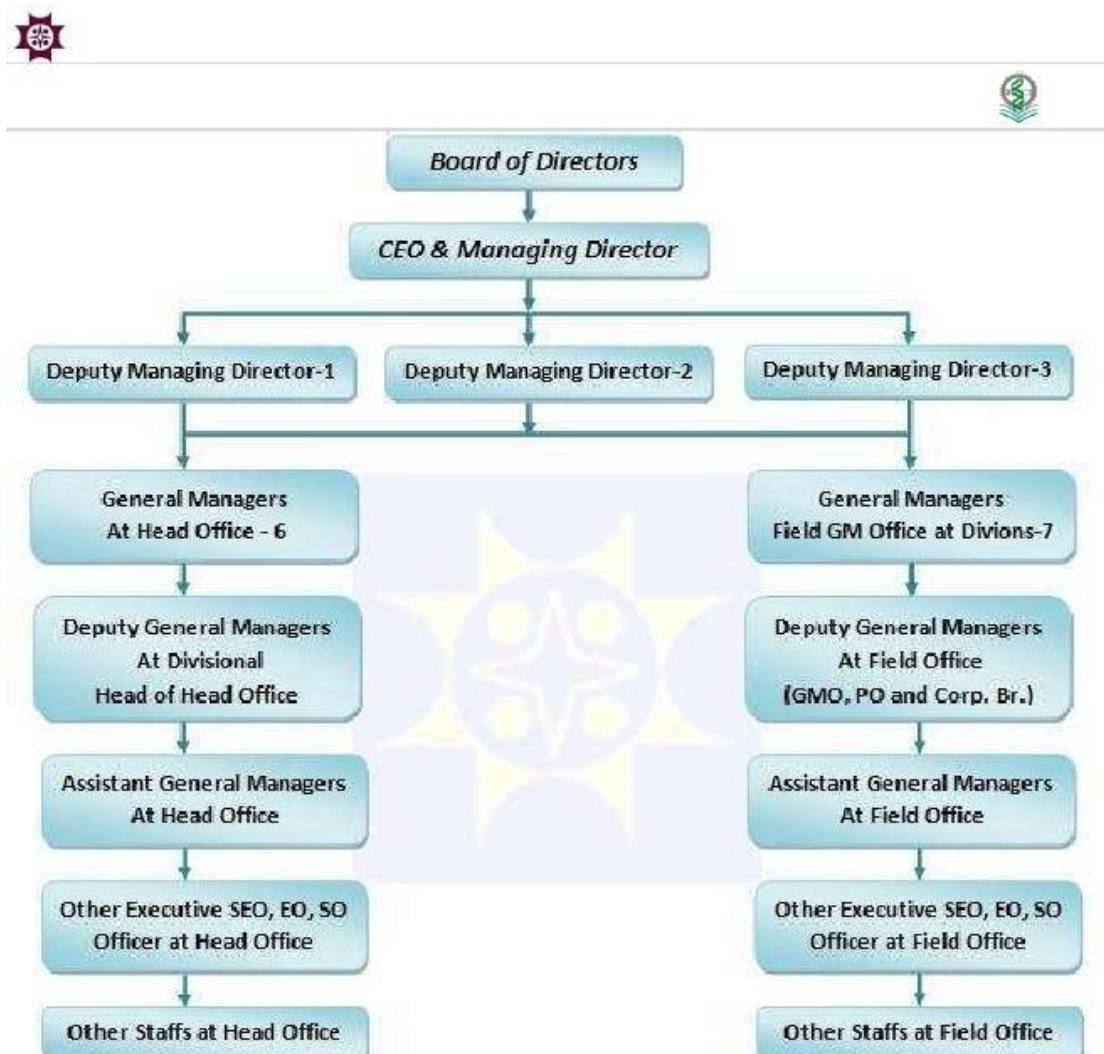 Board of Directors
CEO & Managing Director
Deputy Managing Director-1
Deputy Managing Director-2
Deputy Managing Director-3
General Managers
At Head Office - 6
General Managers
Field GM Office at Divions-7
Deputy General Managers
At Divisional
Head of Head Office
Deputy General Managers
At Field Office
(GMO, PO and Corp. Br.)
Assistant General Managers
At Head Office
Assistant General Managers
At Field Office
Other Executive SEO, EO, SO
Officer at Head Office
Other Executive SEO, EO, SO
Officer at Field Office
Other Staffs at Head Office
Other Staffs at Field Office